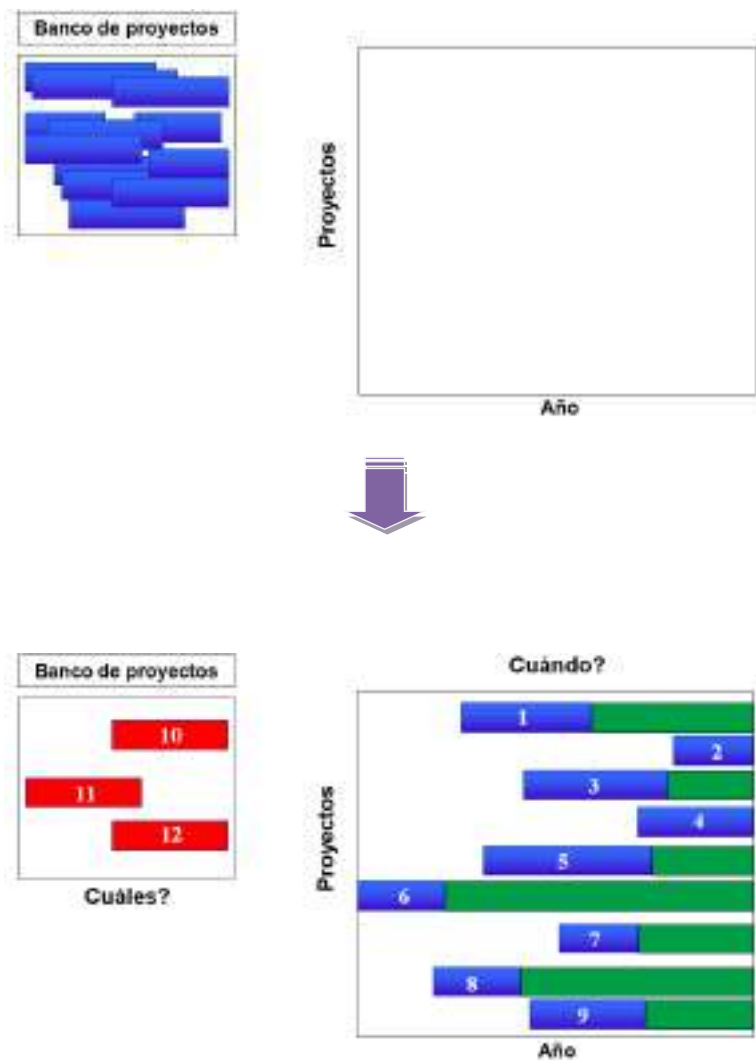 Banco de proyectos
Proyectos
Año
Banco de proyectos
10
11
12
Cuáles?
Cuándo?
Proyectos
1
2
3
4
5
6
7
8
9
Año